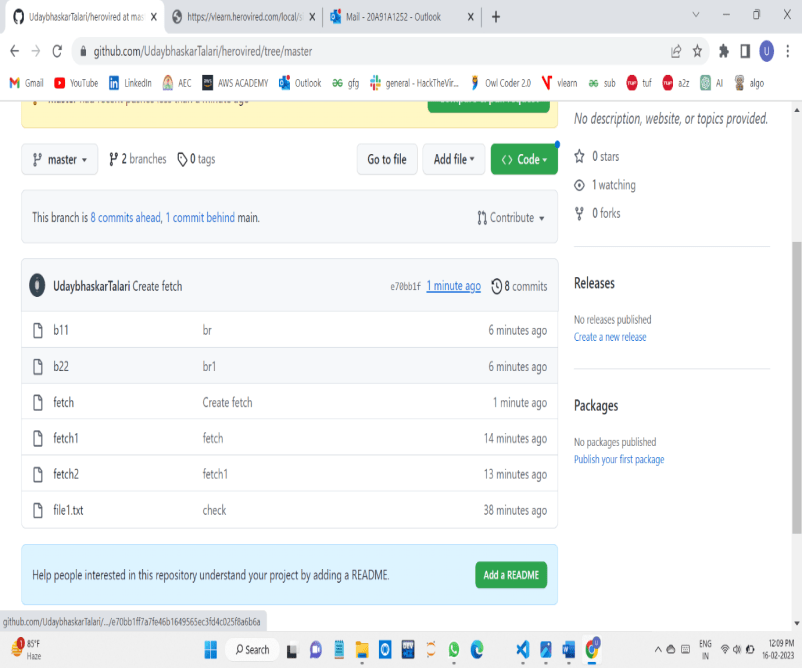 UdaybhaskarTalari/herovired at mas
https://vlearn.herovired.com/local/s
Mail - 20A91A1252 - Outlook
github.com/UdaybhaskarTalari/herovired/tree/master
U
Gmail
YouTube
LinkedIn
AEC
AWS ACADEMY
Outlook
gfg
general - HackTheVir...
Owl Coder 2.0
vlearn
sub
tuf
a2z
AI
algo
No description, website, or topics provided.
master
2 branches
0 tags
Go to file
Add file
Code
0 stars
1 watching
0 forks
This branch is 8 commits ahead, 1 commit behind main.
Contribute
UdaybhaskarTalari Create fetch
e70bb1f 1 minute ago
8 commits
b11 br 6 minutes ago
b22 br1 6 minutes ago
fetch Create fetch 1 minute ago
fetch1 fetch 14 minutes ago
fetch2 fetch1 13 minutes ago
file1.txt check 38 minutes ago
Releases
No releases published
Create a new release
Packages
No packages published
Publish your first package
Help people interested in this repository understand your project by adding a README.
Add a README
github.com/UdaybhaskarTalari/.../e70bb1ff7a7fe46b1649565ec3fd4c025f8a6b6a
1
85°F
Haze
Search
ENG
IN
12:09 PM
16-02-2023